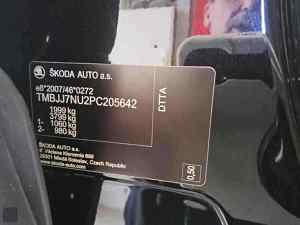 ŠKODA AUTO a.s.
e8*2007/46*0272
TMBJJ7NU2PC205642
1999 kg
3799 kg
1- 1060 kg
2- 980 kg
DTTA
ŠKODA AUTO a.s.
tř. Václava Klementa 869
29301 Mladá Boleslav, Czech Republic
www.skoda-auto.com
0,50